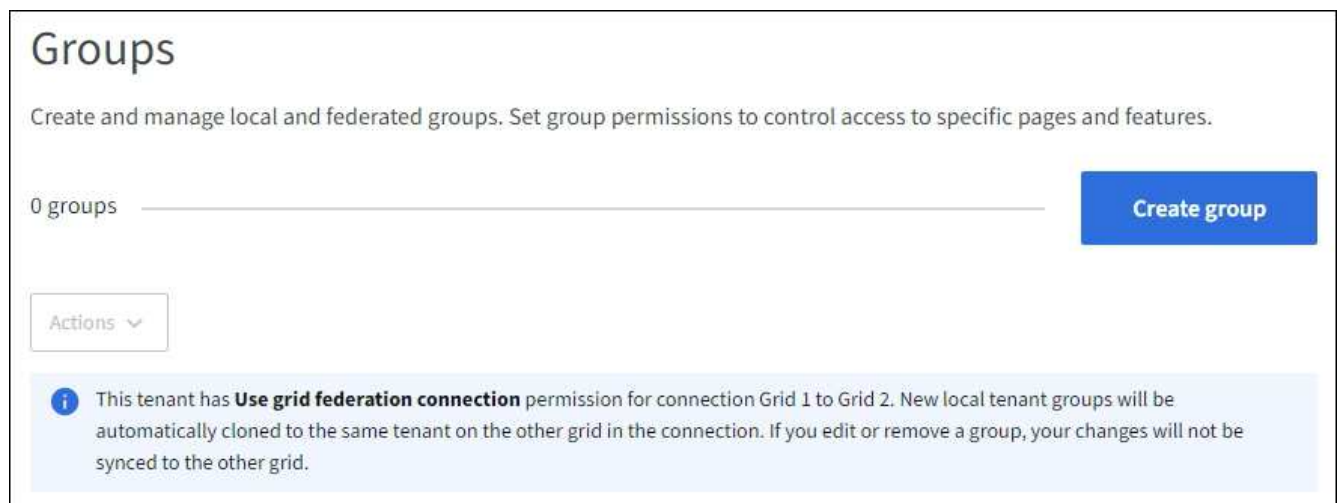 Groups
Create and manage local and federated groups. Set group permissions to control access to specific pages and features.
0 groups
Create group
Actions
This tenant has Use grid federation connection permission for connection Grid 1 to Grid 2. New local tenant groups will be
automatically cloned to the same tenant on the other grid in the connection. If you edit or remove a group, your changes will not be
synced to the other grid.